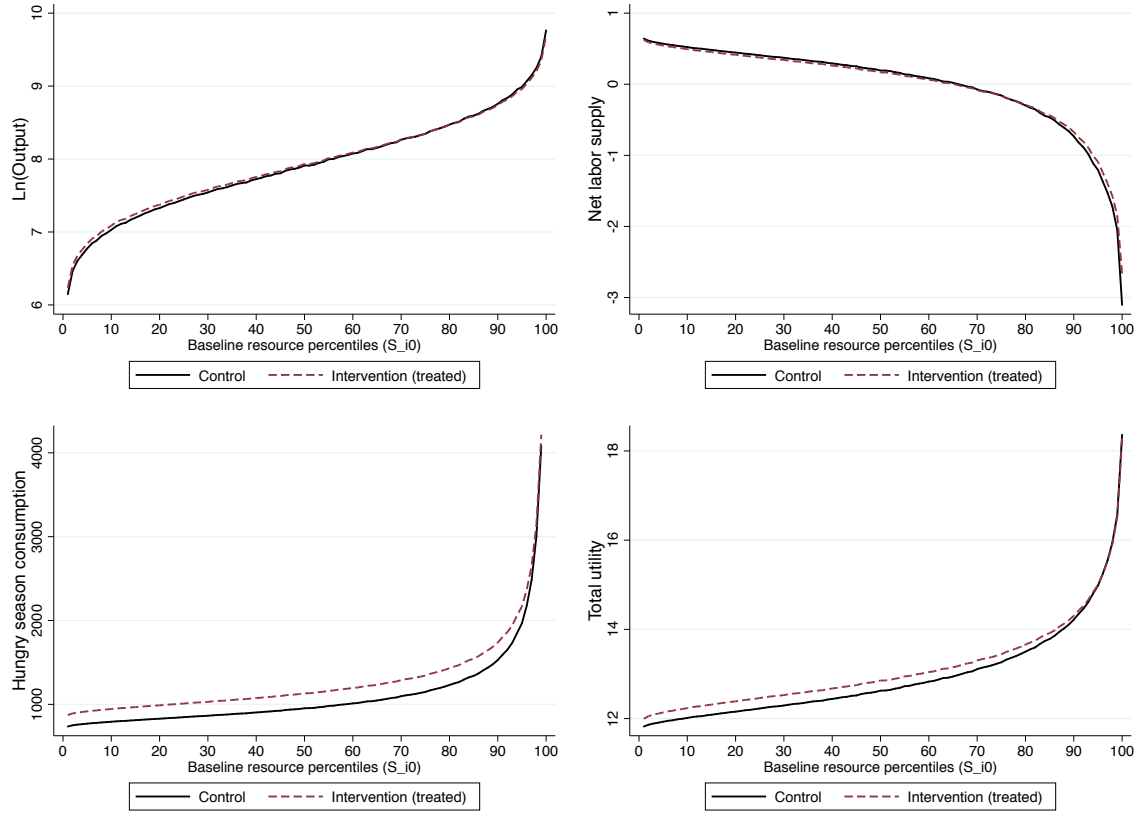 Ln(Output)
10
9
8
7
6
0 10 20 30 40 50 60 70 80 90 100
Baseline resource percentiles (S_i0)
Control Intervention (treated)
Net labor supply
1
0
-1
-2
-3
0 10 20 30 40 50 60 70 80 90 100
Baseline resource percentiles (S_i0)
Control Intervention (treated)
Hungry season consumption
4000
3000
2000
1000
0 10 20 30 40 50 60 70 80 90 100
Baseline resource percentiles (S_i0)
Control Intervention (treated)
Total utility
18
16
14
12
0 10 20 30 40 50 60 70 80 90 100
Baseline resource percentiles (S_i0)
Control Intervention (treated)